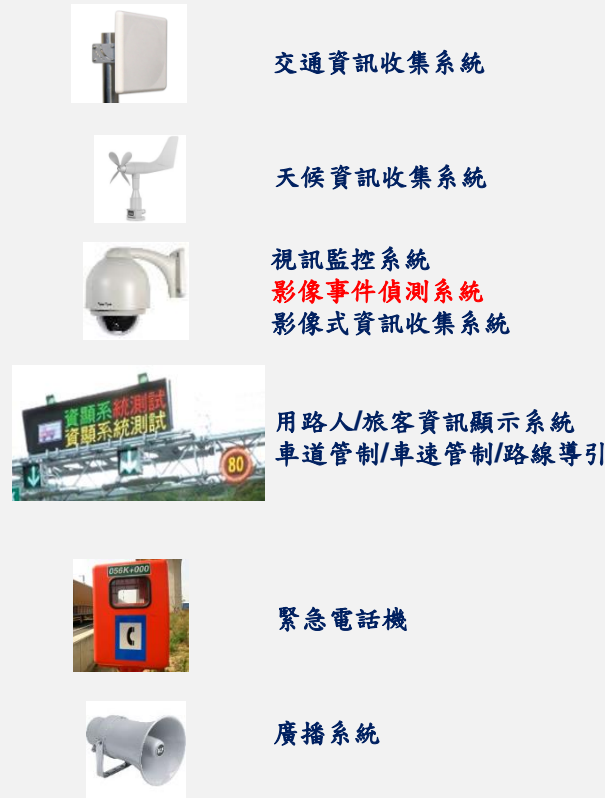 交通資訊收集系統
天候資訊收集系統
視訊監控系統
影像事件偵測系統
影像式資訊收集系統
資顯系統測試
資顯系統測試
80
用路人/旅客資訊顯示系統
車道管制/車速管制/路線導引
056K+000
緊急電話機
廣播系統